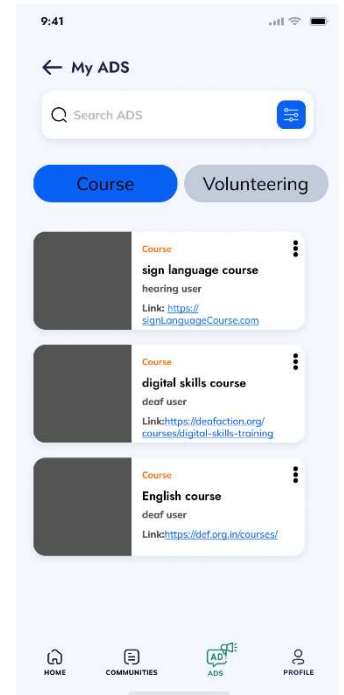 9:41
My ADS
Search ADS
Course Volunteering
Course
sign language course
hearing user
Link: https://
signLanguageCourse.com
Course
digital skills course
deaf user
Link:https://deafaction.org/
courses/digital-skills-training
Course
English course
deaf user
Link:https://def.org.in/courses/
AD
HOME COMMUNITIES ADS PROFILE